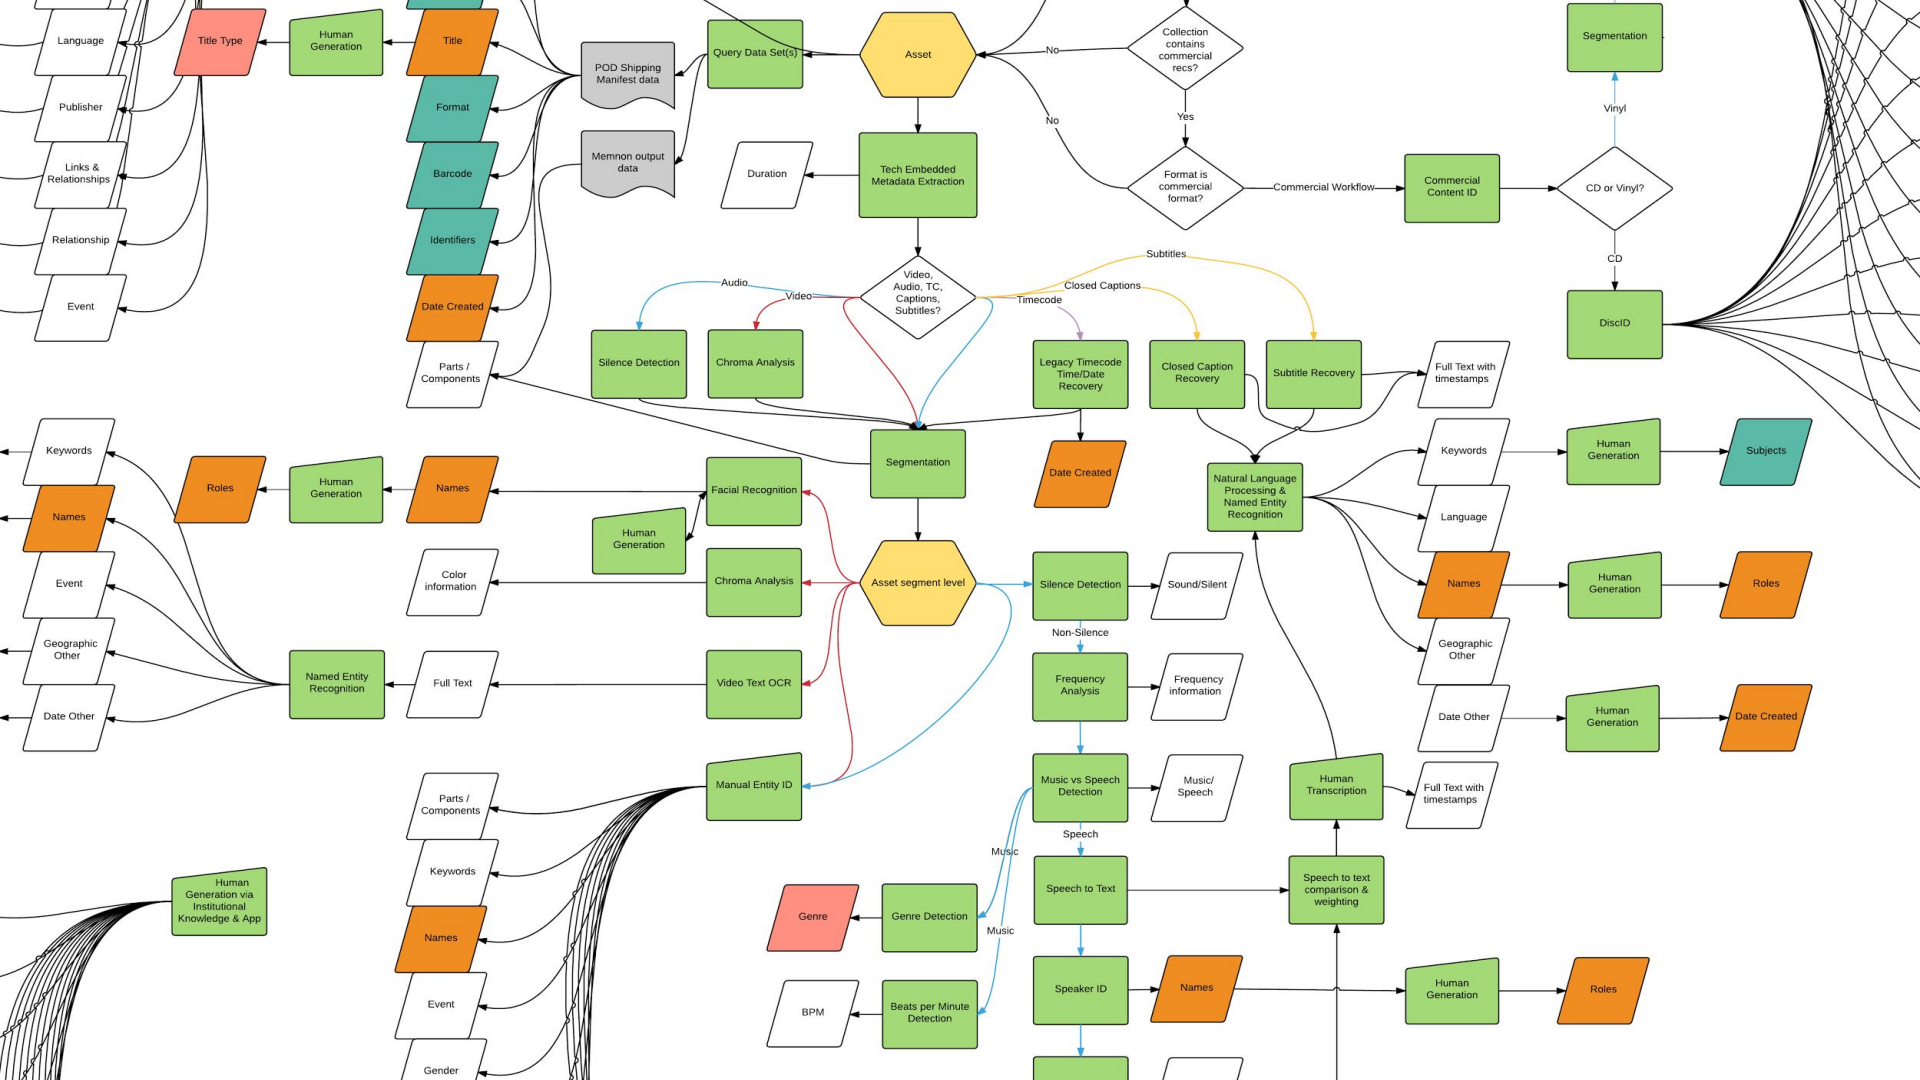 Language
Publisher
Links &
Relationships
Relationship
Event
Title Type
Human
Generation
Title
Format
Barcode
Identifiers
Date Created
Parts /
Components
POD Shipping
Manifest data
Memnon output
data
Query Data Set(s)
Asset
No
Collection
contains
commercial
recs?
Yes
No
Format is
commercial
format?
Commercial Workflow
Commercial
Content ID
CD or Vinyl?
Vinyl
Segmentation
CD
DiscID
Duration
Tech Embedded
Metadata Extraction
Video,
Audio, TC,
Captions,
Subtitles?
Audio
Video
Timecode
Closed Captions
Subtitles
Silence Detection
Chroma Analysis
Legacy Timecode
Time/Date
Recovery
Closed Caption
Recovery
Subtitle Recovery
Full Text with
timestamps
Segmentation
Date Created
Natural Language
Processing &
Named Entity
Recognition
Keywords
Human
Generation
Subjects
Language
Names
Human
Generation
Roles
Geographic
Other
Date Other
Human
Generation
Date Created
Keywords
Names
Event
Geographic
Other
Date Other
Roles
Human
Generation
Names
Facial Recognition
Human
Generation
Color
information
Chroma Analysis
Asset segment level
Named Entity
Recognition
Full Text
Video Text OCR
Manual Entity ID
Silence Detection
Sound/Silent
Non-Silence
Frequency
Analysis
Frequency
information
Music vs Speech
Detection
Music/
Speech
Speech
Music
Music
Speech to Text
Speech to text
comparison &
weighting
Human
Transcription
Full Text with
timestamps
Genre
Genre Detection
BPM
Beats per Minute
Detection
Speaker ID
Names
Human
Generation
Roles
Parts /
Components
Keywords
Names
Event
Gender
Human
Generation via
Institutional
Knowledge & App